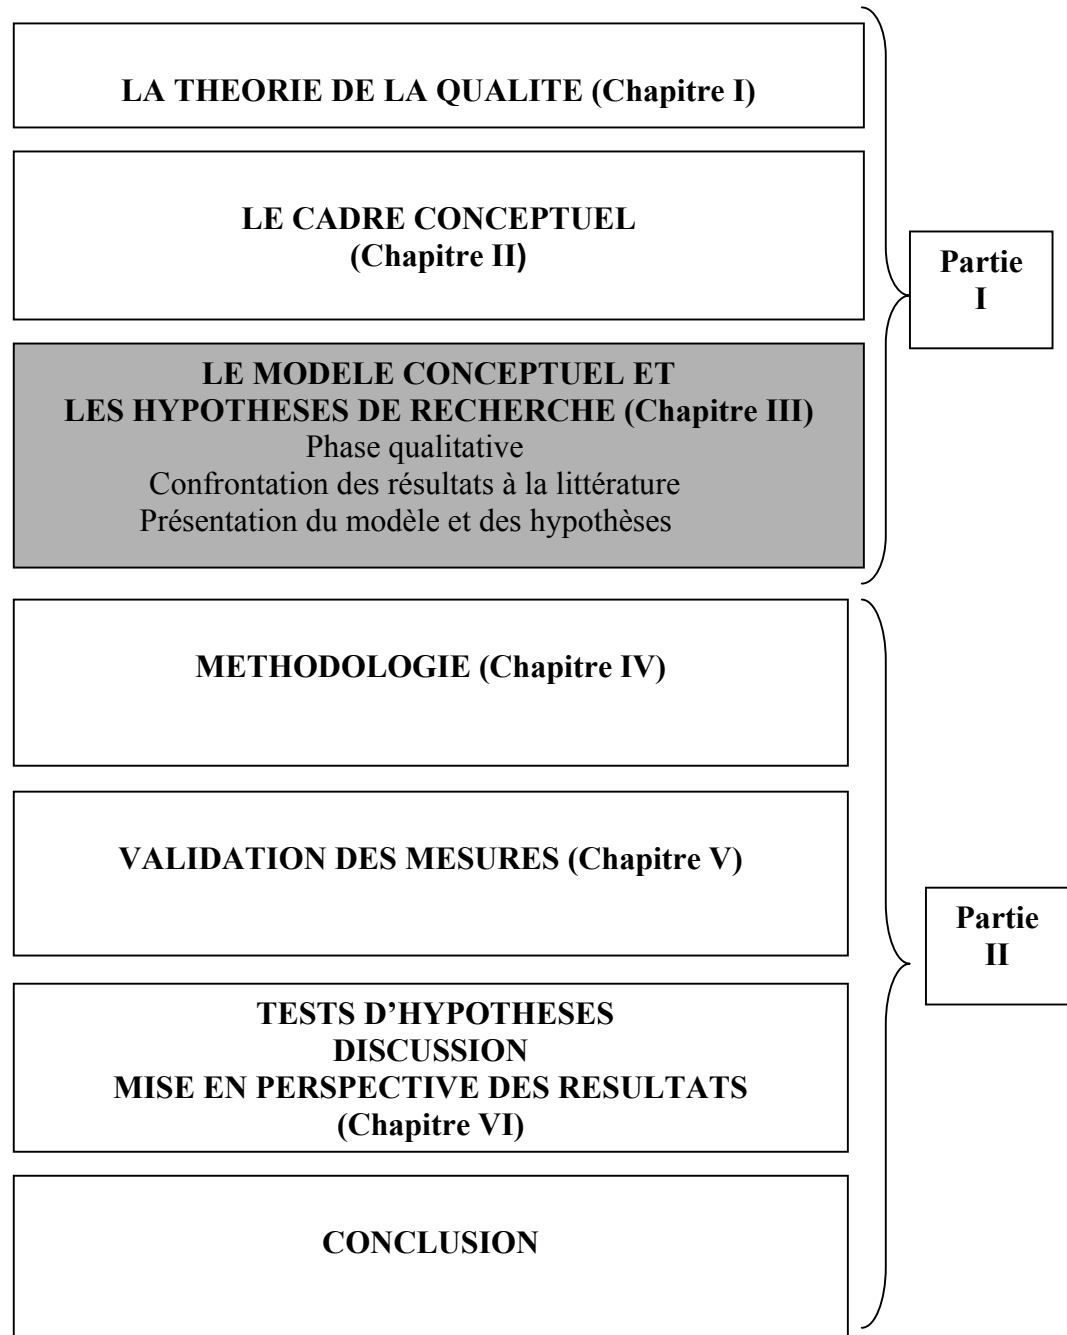 LA THEORIE DE LA QUALITE (Chapitre I)
LE CADRE CONCEPTUEL
(Chapitre II)
Partie
I
LE MODELE CONCEPTUEL ET
LES HYPOTHESES DE RECHERCHE (Chapitre III)
Phase qualitative
Confrontation des résultats à la littérature
Présentation du modèle et des hypothèses
METHODOLOGIE (Chapitre IV)
VALIDATION DES MESURES (Chapitre V)
Partie
II
TESTS D’HYPOTHESES
DISCUSSION
MISE EN PERSPECTIVE DES RESULTATS
(Chapitre VI)
CONCLUSION